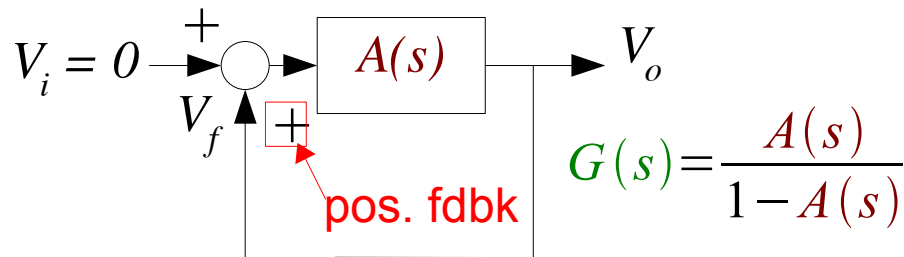 +
V_i = 0
A(s)
V_o
V_f
+
G(s)=A(s)/1−A(s)
pos. fdbk